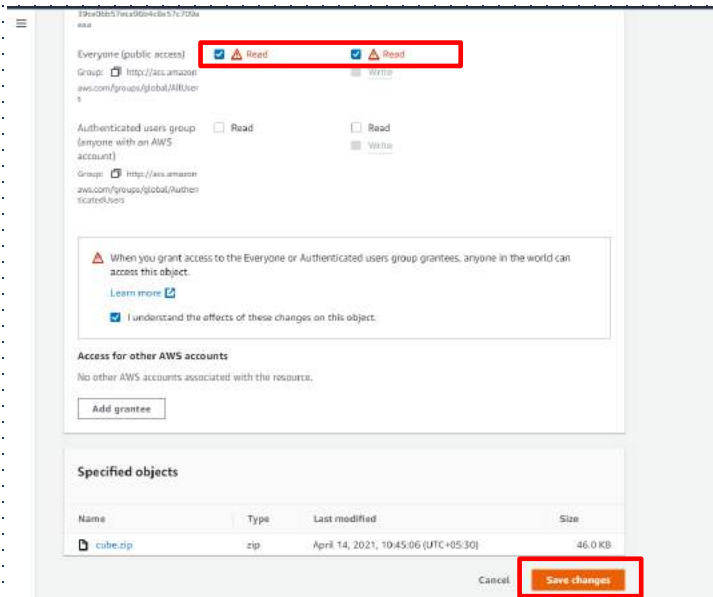 Everyone (public access) Read Read
Group: http://acs.amazon Write
aws.com/groups/global/AllUser
s
Authenticated users group Read Read
(anyone with an AWS Write
account)
Group: http://acs.amazon
aws.com/groups/global/Authen
ticatedUsers
When you grant access to the Everyone or Authenticated users group grantees, anyone in the world can
access this object.
Learn more
I understand the effects of these changes on this object.
Access for other AWS accounts
No other AWS accounts associated with the resource.
Add grantee
Specified objects
Name Type Last modified Size
cube.zip zip April 14, 2021, 10:45:06 (UTC+05:30) 46.0 KB
Cancel Save changes